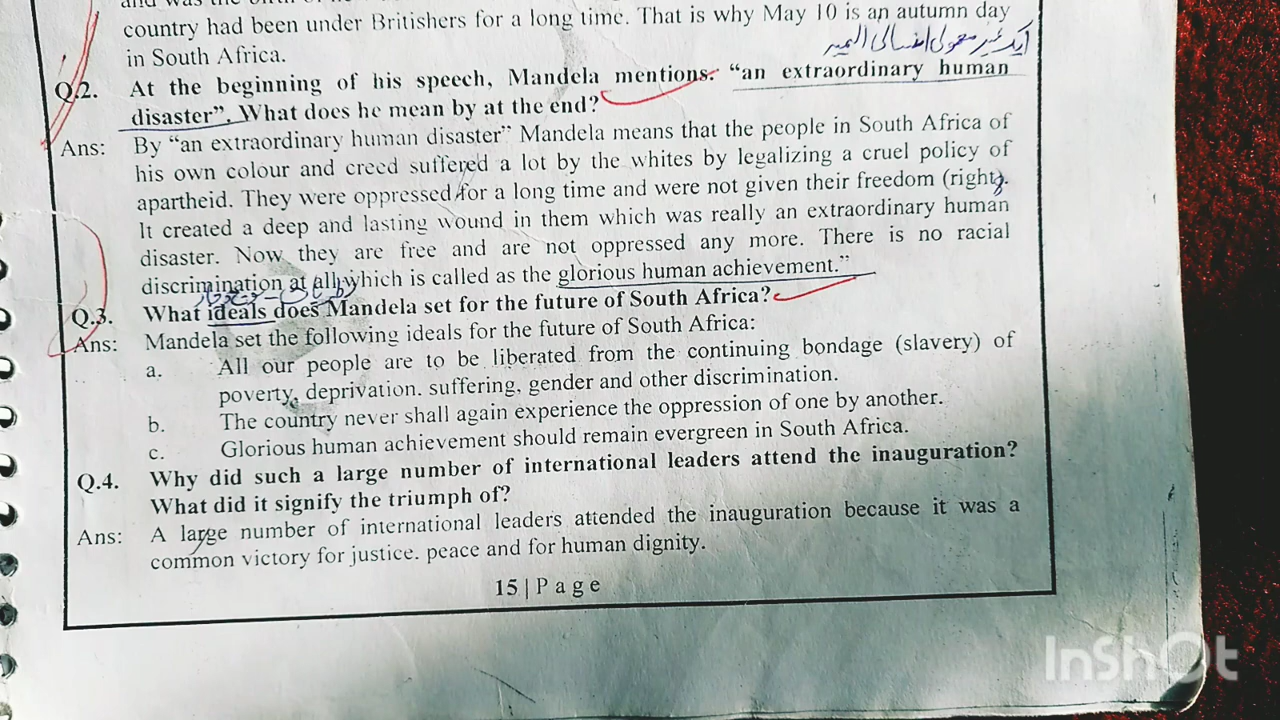 country had been under Britishers for a long time. That is why May 10 is an autumn day
in South Africa.
ایک غیر معمولی انسانی المیہ
Q.2. At the beginning of his speech, Mandela mentions. “an extraordinary human
disaster”. What does he mean by at the end?
Ans: By “an extraordinary human disaster” Mandela means that the people in South Africa of
his own colour and creed suffered a lot by the whites by legalizing a cruel policy of
apartheid. They were oppressed for a long time and were not given their freedom (right).
It created a deep and lasting wound in them which was really an extraordinary human
disaster. Now they are free and are not oppressed any more. There is no racial
discrimination at all which is called as the glorious human achievement.”
Q.3. What ideals does Mandela set for the future of South Africa?
Ans: Mandela set the following ideals for the future of South Africa:
a. All our people are to be liberated from the continuing bondage (slavery) of
poverty, deprivation. suffering, gender and other discrimination.
b. The country never shall again experience the oppression of one by another.
c. Glorious human achievement should remain evergreen in South Africa.
Q.4. Why did such a large number of international leaders attend the inauguration?
What did it signify the triumph of?
Ans: A large number of international leaders attended the inauguration because it was a
common victory for justice. peace and for human dignity.
15 | P a g e
InShOt